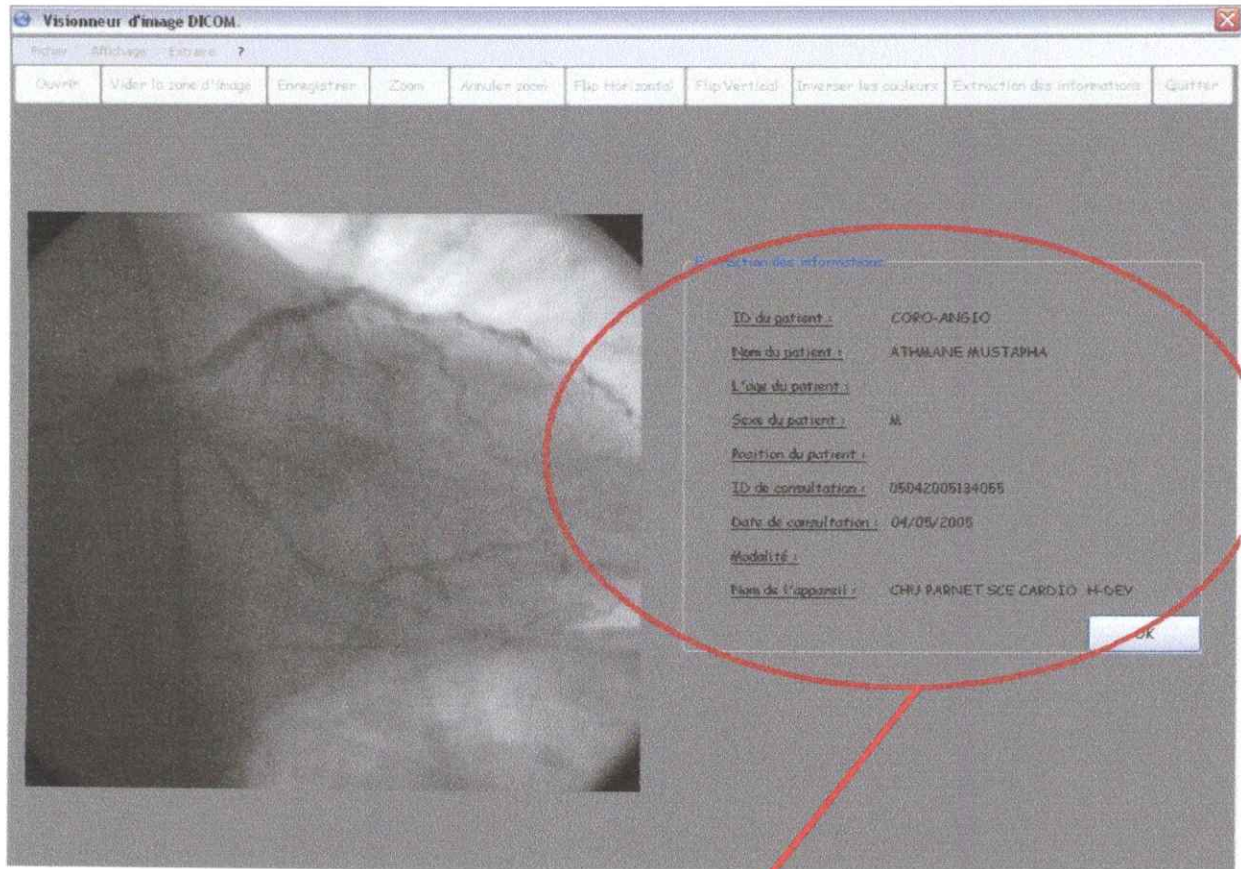 Visionneur d'image DICOM.
Fichier Affichage Extraire ?
Ouvrir Vider la zone d'image Enregistrer Zoom Annuler zoom Flip Horizontal Flip Vertical Inverser les couleurs Extraction des informations Quitter
Extraction des informations
ID du patient : CORO-ANGIO
Nom du patient : ATHMANE MUSTAPHA
L'age du patient :
Sexe du patient : M
Position du patient :
ID de consultation : 05042005134055
Date de consultation : 04/05/2005
Modalité :
Nom de l'appareil : CHU PARNET SCE CARDIO H-DEY
OK